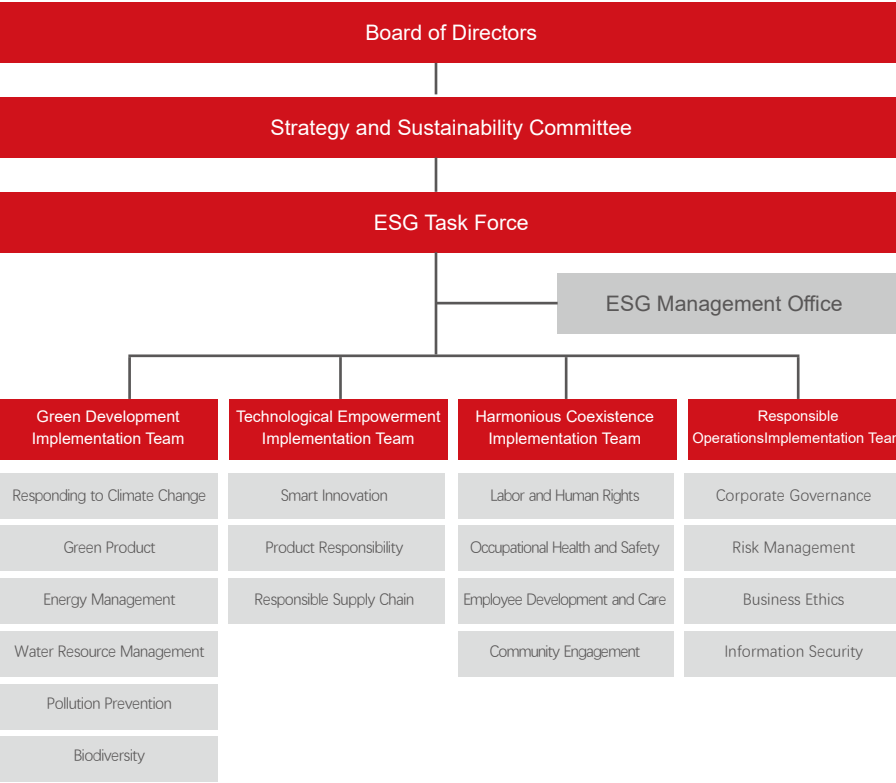 Board of Directors
Strategy and Sustainability Committee
ESG Task Force
ESG Management Office
Green Development
Implementation Team
Technological Empowerment
Implementation Team
Harmonious Coexistence
Implementation Team
Responsible
OperationsImplementation Team
Responding to Climate Change
Green Product
Energy Management
Water Resource Management
Pollution Prevention
Biodiversity
Smart Innovation
Product Responsibility
Responsible Supply Chain
Labor and Human Rights
Occupational Health and Safety
Employee Development and Care
Community Engagement
Corporate Governance
Risk Management
Business Ethics
Information Security